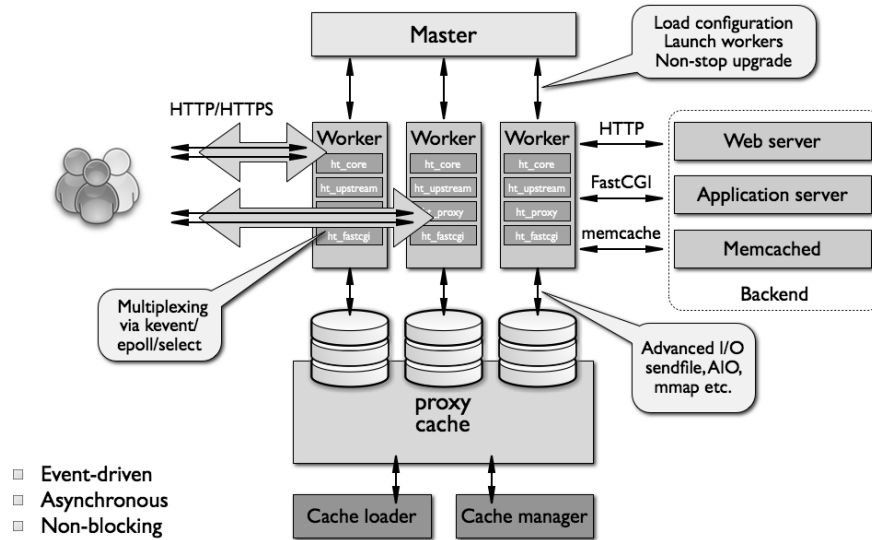 Master
Load configuration
Launch workers
Non-stop upgrade
HTTP/HTTPS
Worker
ht_core
ht_upstream
ht_fastcgi
Worker
ht_core
ht_upstream
ht_proxy
ht_fastcgi
Worker
ht_core
ht_upstream
ht_proxy
ht_fastcgi
HTTP
FastCGI
memcache
Web server
Application server
Memcached
Backend
Multiplexing
via kevent/
epoll/select
Advanced I/O
sendfile, AIO,
mmap etc.
proxy
cache
Event-driven
Asynchronous
Non-blocking
Cache loader
Cache manager